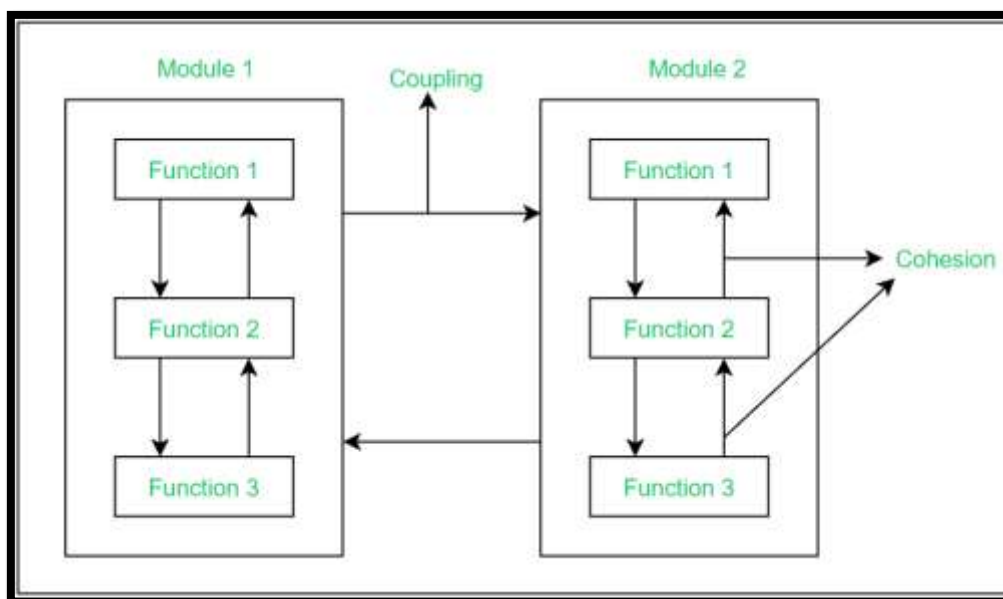 Module 1
Coupling
Module 2
Function 1
Function 1
Cohesion
Function 2
Function 2
Function 3
Function 3